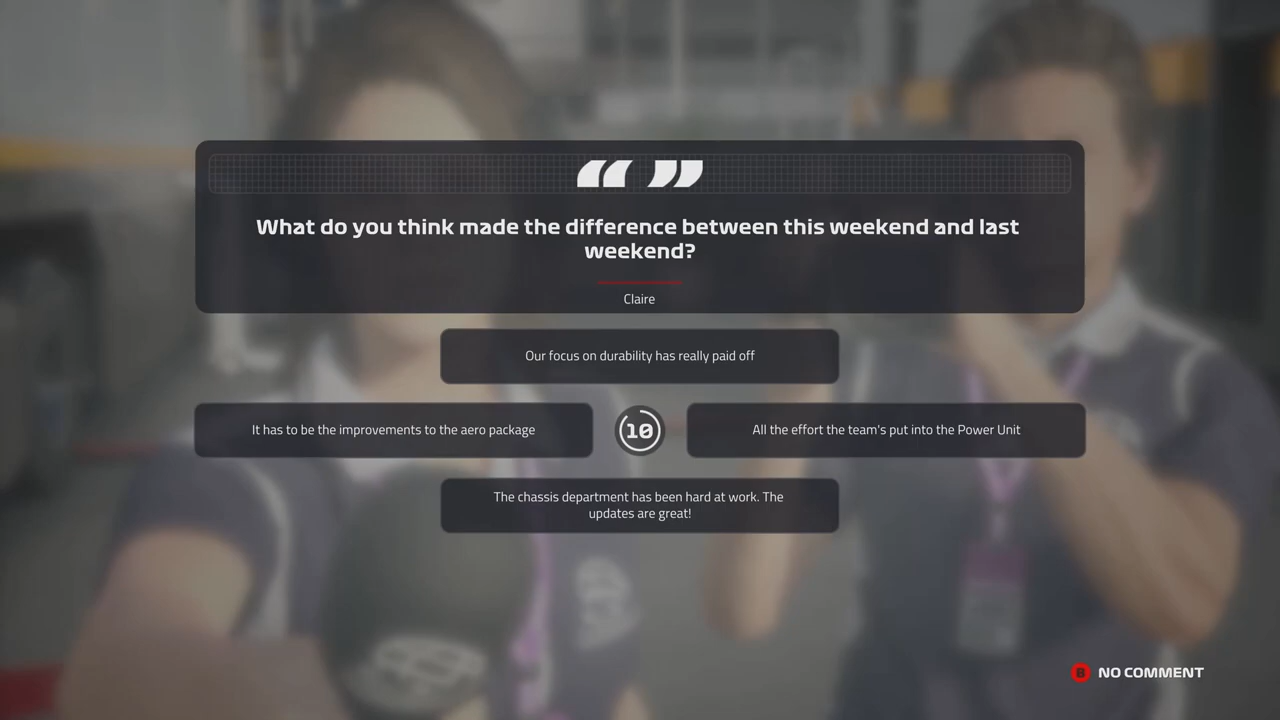 “ ”
What do you think made the difference between this weekend and last
weekend?
Claire
Our focus on durability has really paid off
It has to be the improvements to the aero package
10
All the effort the team's put into the Power Unit
The chassis department has been hard at work. The
updates are great!
B NO COMMENT